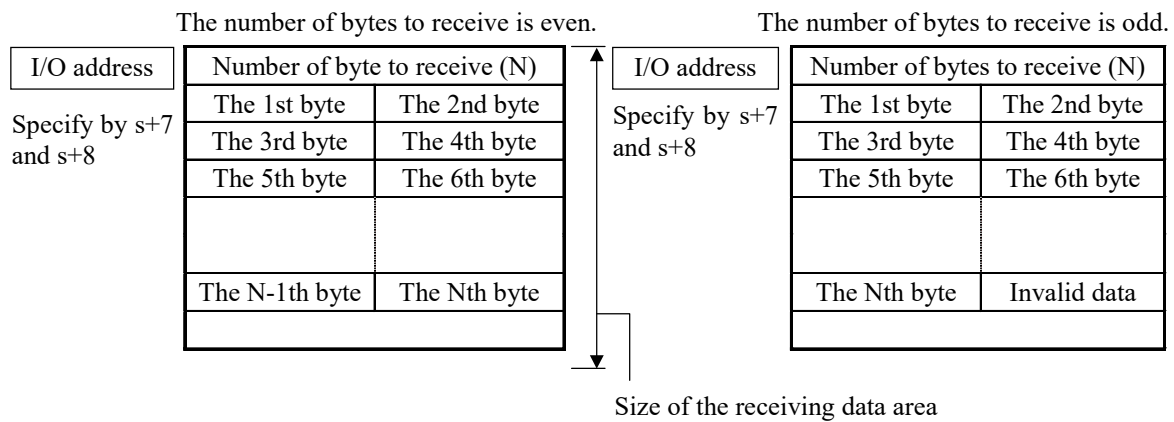 The number of bytes to receive is even.
The number of bytes to receive is odd.
I/O address
Specify by s+7
and s+8
Number of byte to receive (N)
The 1st byte The 2nd byte
The 3rd byte The 4th byte
The 5th byte The 6th byte
The N-1th byte The Nth byte
I/O address
Specify by s+7
and s+8
Number of bytes to receive (N)
The 1st byte The 2nd byte
The 3rd byte The 4th byte
The 5th byte The 6th byte
The Nth byte Invalid data
Size of the receiving data area